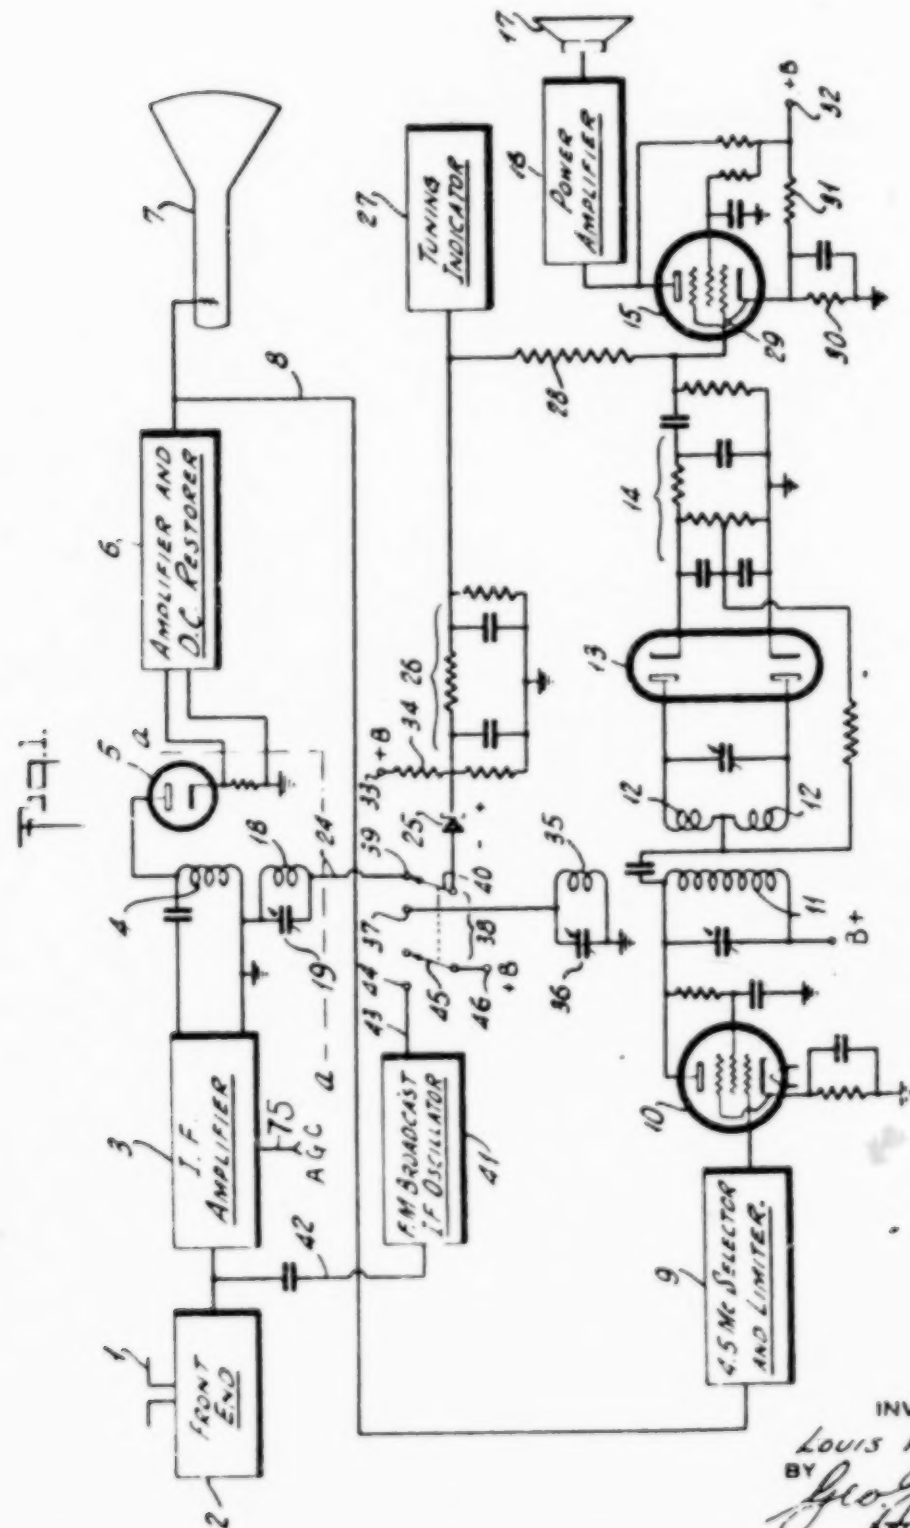 Fig.1.
1
2
FRONT
END
3
I.F.
AMPLIFIER
75
AGC
4
5
a
6
AMPLIFIER AND
D.C. RESTORER
7
8
18
19
24
a
42
F.M BROADCAST
I.F OSCILLATOR
41
43
44
45
46
+B
37
38
39
40
25
-
+
33
+B
34
26
27
TUNING
INDICATOR
28
35
36
9
4.5 MC SELECTOR
AND LIMITER.
10
11
B+
12
12
13
14
15
29
30
31
+B
32
POWER
AMPLIFIER
17
INV
LOUIS
BY